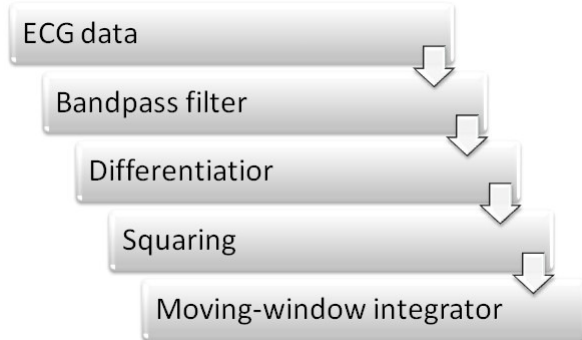 ECG data
Bandpass filter
Differentiatior
Squaring
Moving-window integrator